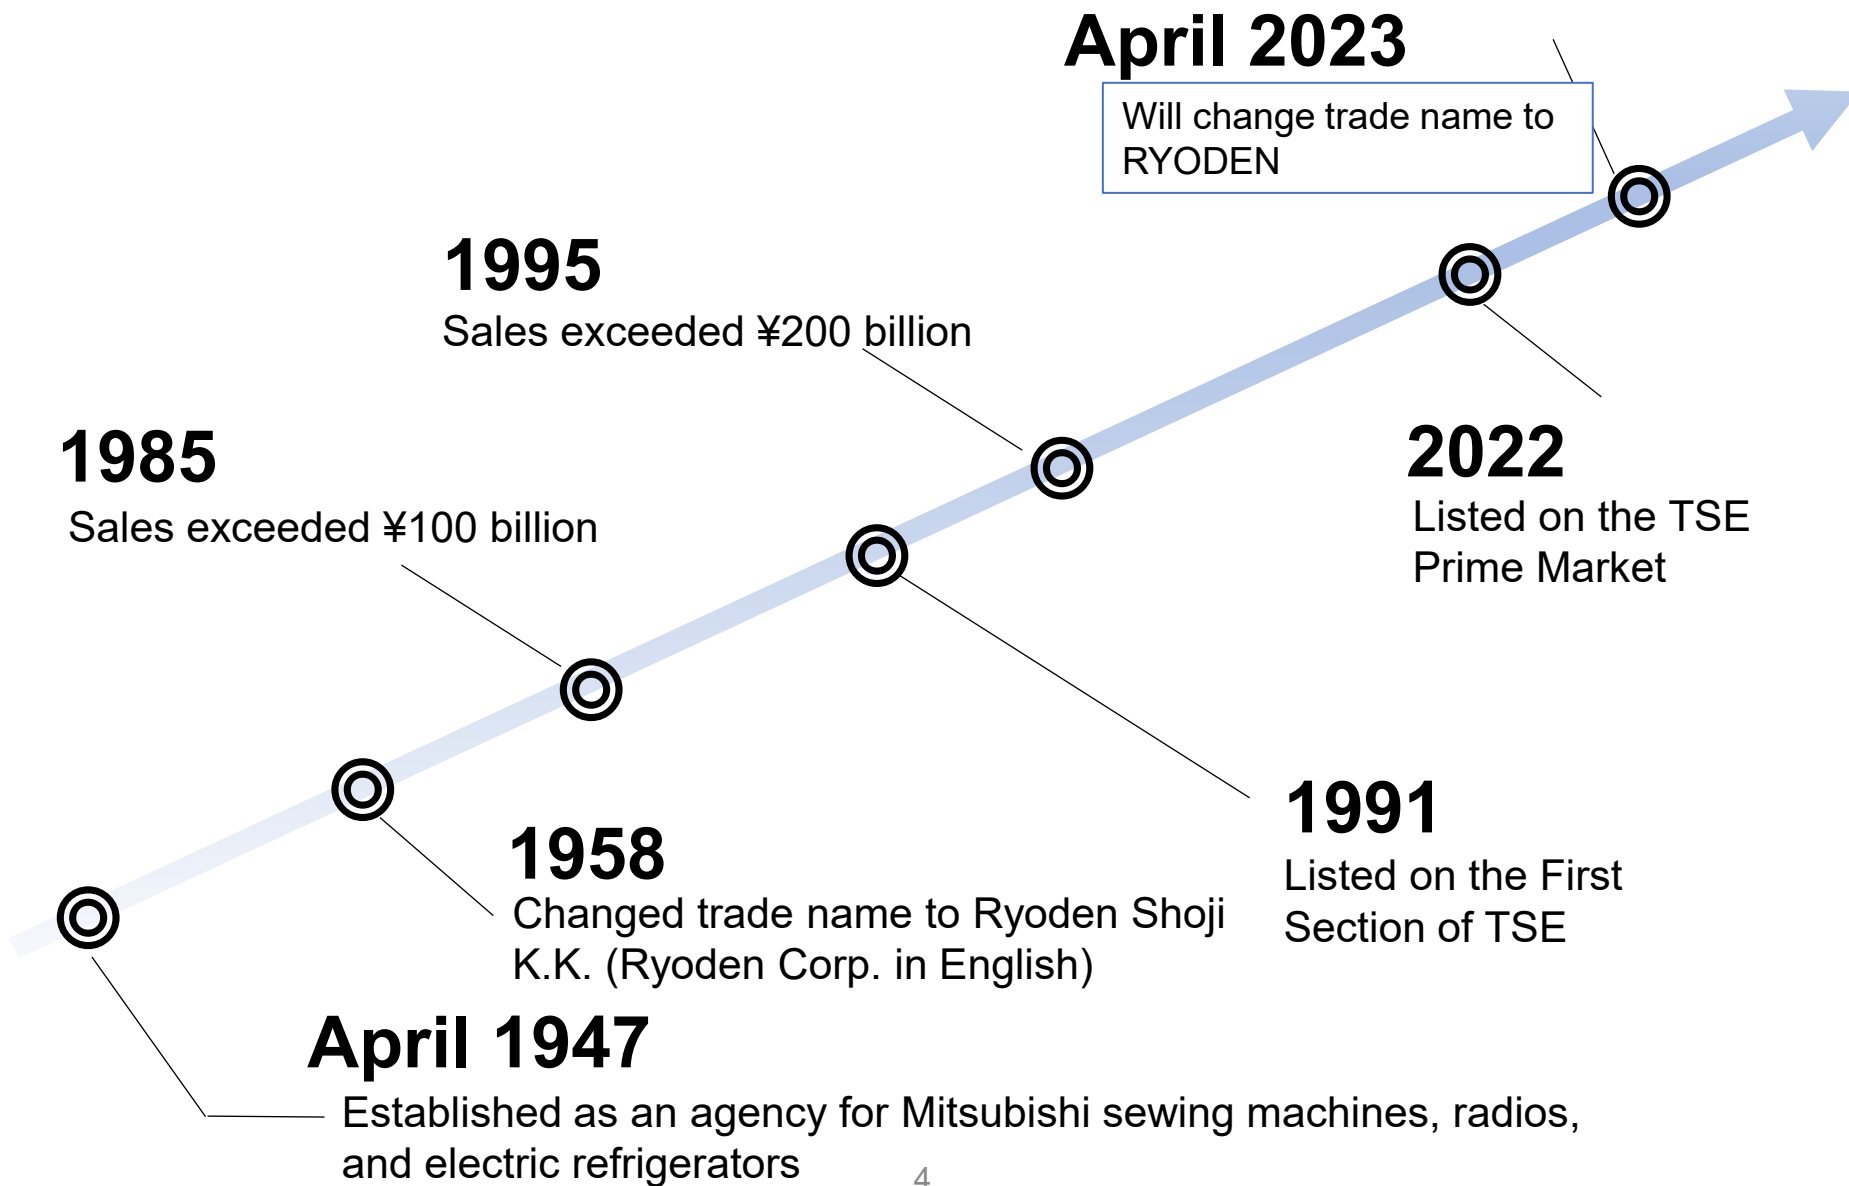 April 2023
Will change trade name to
RYODEN
1995
Sales exceeded ¥200 billion
1985
Sales exceeded ¥100 billion
2022
Listed on the TSE
Prime Market
1991
Listed on the First
Section of TSE
1958
Changed trade name to Ryoden Shoji
K.K. (Ryoden Corp. in English)
April 1947
Established as an agency for Mitsubishi sewing machines, radios,
and electric refrigerators
4